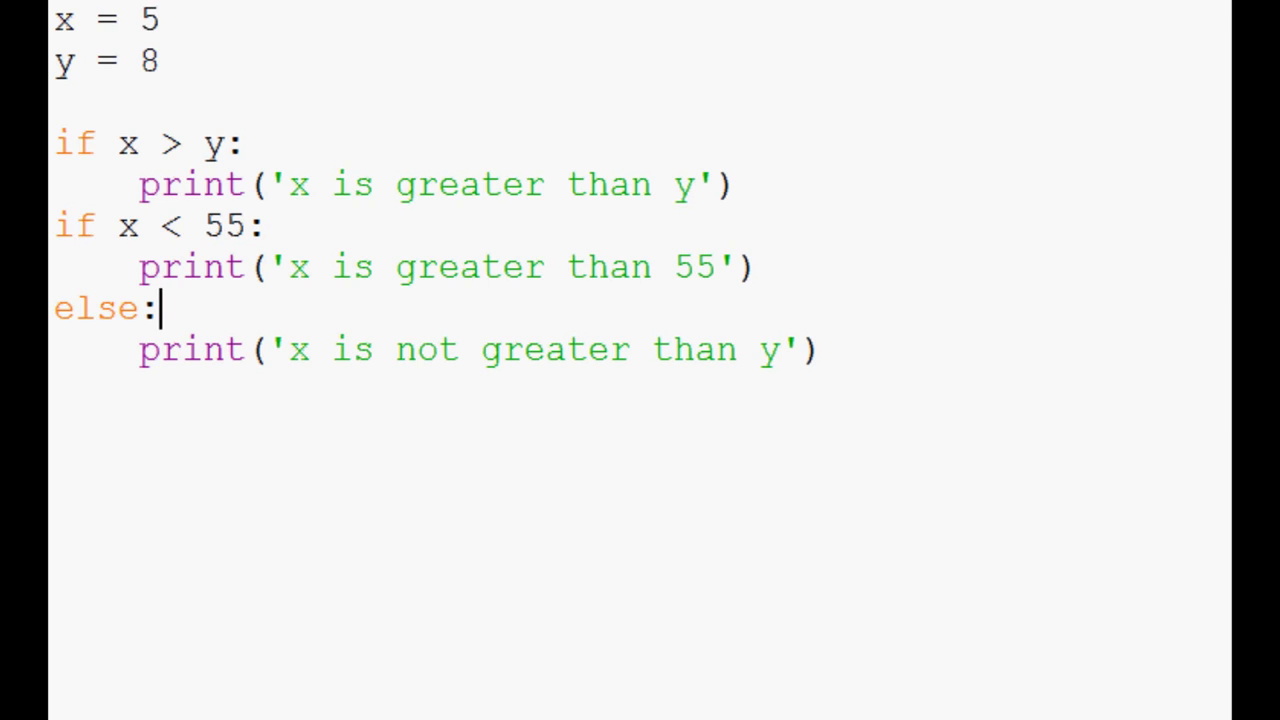 x = 5
y = 8
if x > y:
    print('x is greater than y')
if x < 55:
    print('x is greater than 55')
else:
    print('x is not greater than y')